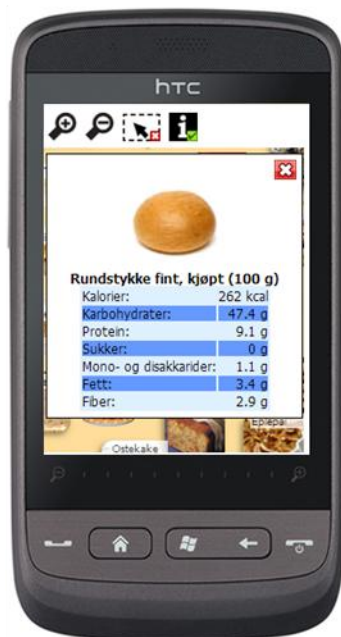 hTC
Rundstykke fint, kjøpt (100 g)
Kalorier: 262 kcal
Karbohydrater: 47.4 g
Protein: 9.1 g
Sukker: 0 g
Mono- og disakkarider: 1.1 g
Fett: 3.4 g
Fiber: 2.9 g
Ostekake
Eplepai